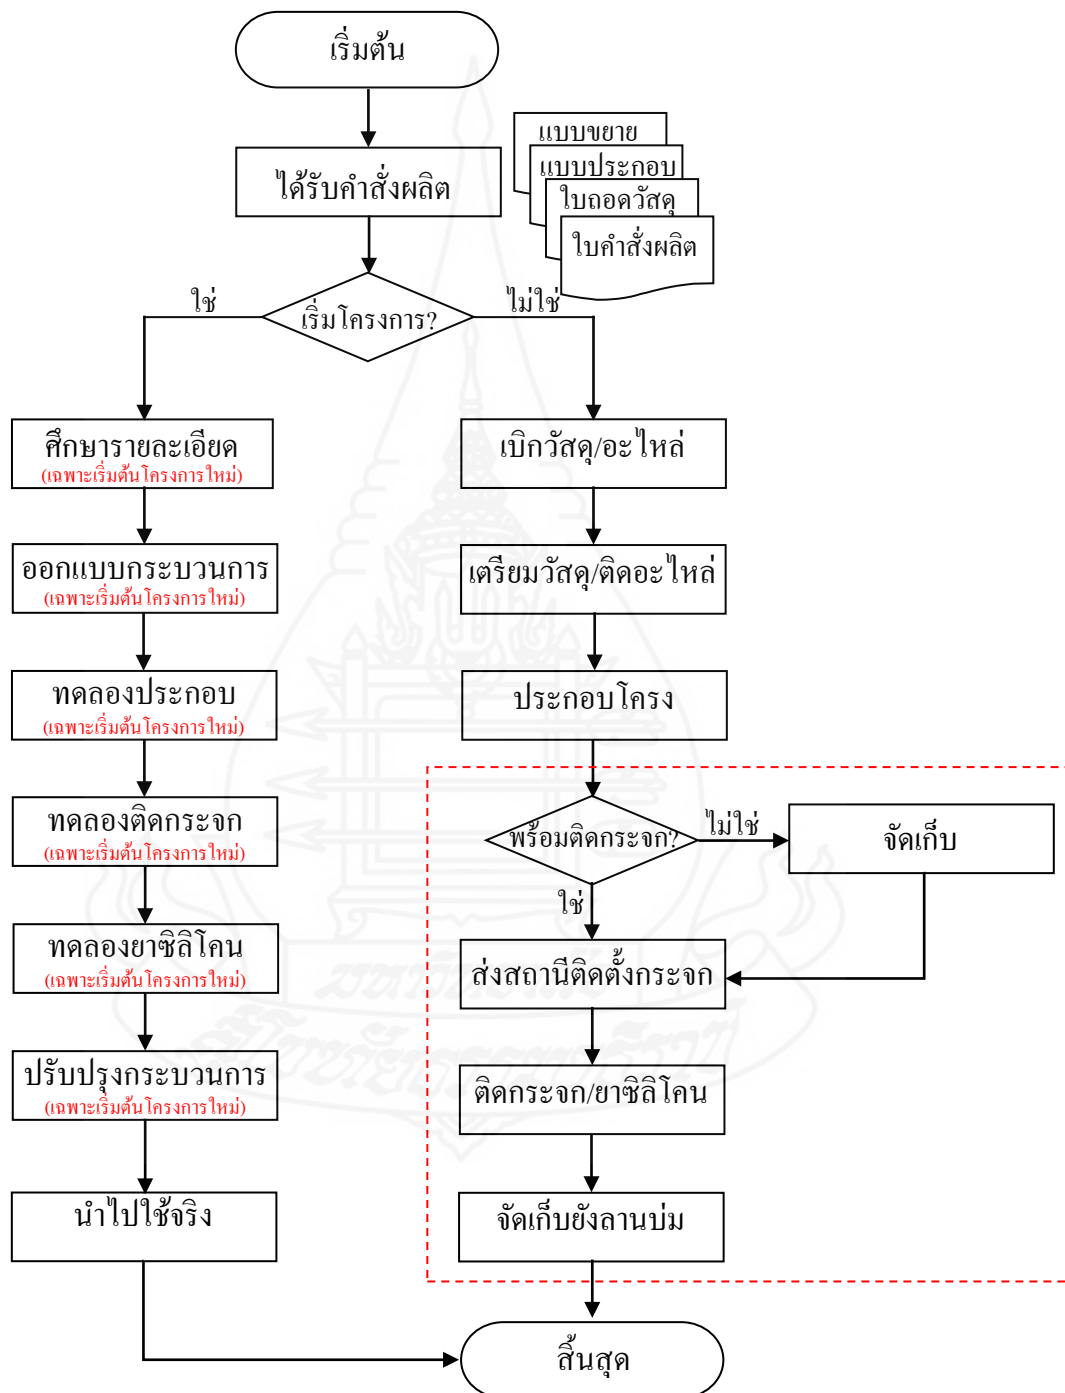 เริ่มต้น
ได้รับคำสั่งผลิต
แบบขยาย
แบบประกอบ
ใบถอดวัสดุ
ใบคำสั่งผลิต
ใช่
เริ่มโครงการ?
ไม่ใช่
ศึกษารายละเอียด
(เฉพาะเริ่มต้นโครงการใหม่)
ออกแบบกระบวนการ
(เฉพาะเริ่มต้นโครงการใหม่)
ทดลองประกอบ
(เฉพาะเริ่มต้นโครงการใหม่)
ทดลองติดกระจก
(เฉพาะเริ่มต้นโครงการใหม่)
ทดลองยาซิลิโคน
(เฉพาะเริ่มต้นโครงการใหม่)
ปรับปรุงกระบวนการ
(เฉพาะเริ่มต้นโครงการใหม่)
นำไปใช้จริง
เบิกวัสดุ/อะไหล่
เตรียมวัสดุ/ติดอะไหล่
ประกอบโครง
พร้อมติดกระจก?
ไม่ใช่
จัดเก็บ
ใช่
ส่งสถานีติดตั้งกระจก
ติดกระจก/ยาซิลิโคน
จัดเก็บยังลานบ่ม
สิ้นสุด